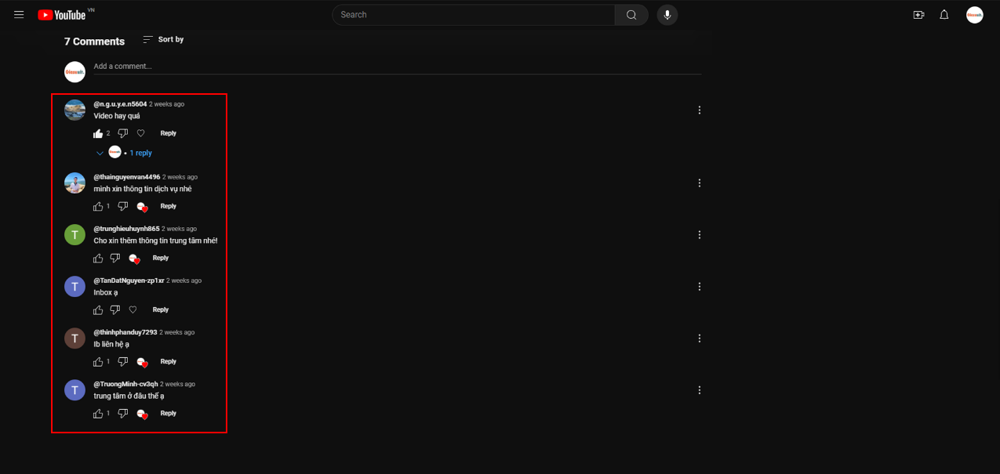 YouTube VN
Search
7 Comments
Sort by
Add a comment...
@n.g.u.y.e.n5604 2 weeks ago
Video hay quá
2
Reply
• 1 reply
@thainguyenvan4496 2 weeks ago
mình xin thông tin dịch vụ nhé
1
Reply
T
@trunghieuhuynh865 2 weeks ago
Cho xin thêm thông tin trung tâm nhé!
Reply
T
@TanDatNguyen-zp1xr 2 weeks ago
Inbox ạ
Reply
T
@thinhphanduy7293 2 weeks ago
Ib liên hệ ạ
1
Reply
T
@TruongMinh-cv3qh 2 weeks ago
trung tâm ở đâu thế ạ
1
Reply